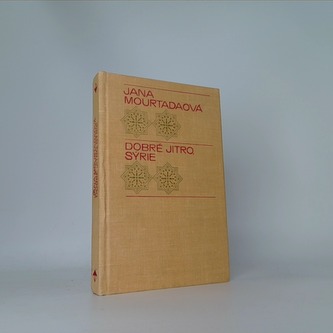 JANA
MOURTADAOVÁ
DOBRÉ JITRO,
SÝRIE